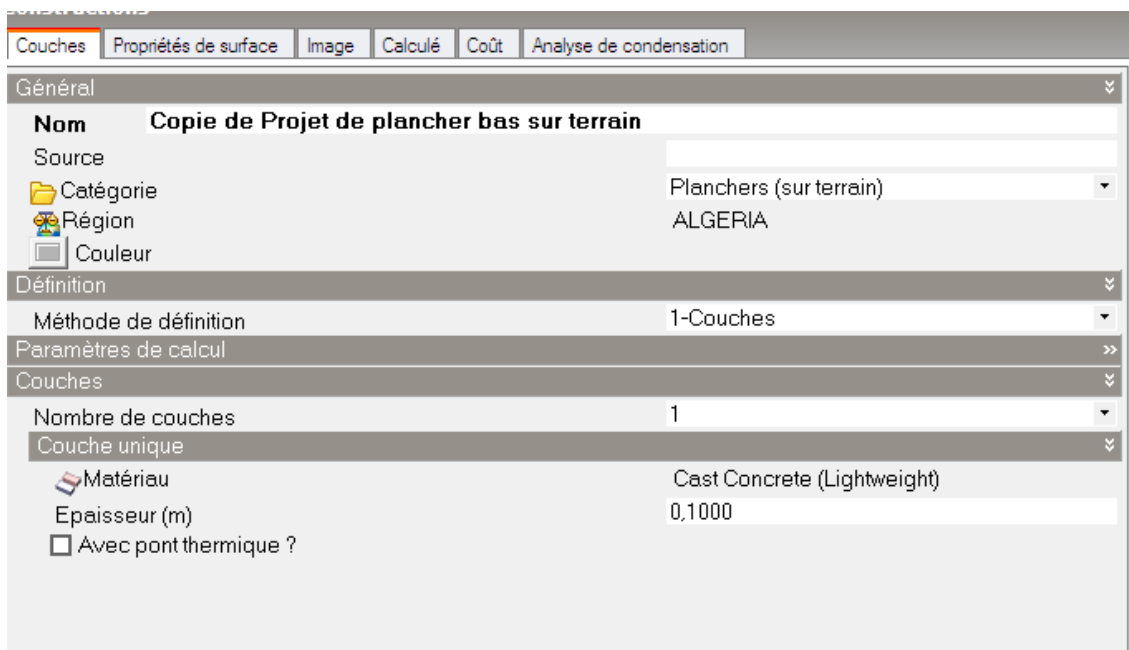 Couches Propriétés de surface Image Calculé Coût Analyse de condensation
Général
Nom Copie de Projet de plancher bas sur terrain
Source
Catégorie Planchers (sur terrain)
Région ALGERIA
Couleur
Définition
Méthode de définition 1-Couches
Paramètres de calcul
Couches
Nombre de couches 1
Couche unique
Matériau Cast Concrete (Lightweight)
Epaisseur (m) 0,1000
Avec pont thermique ?